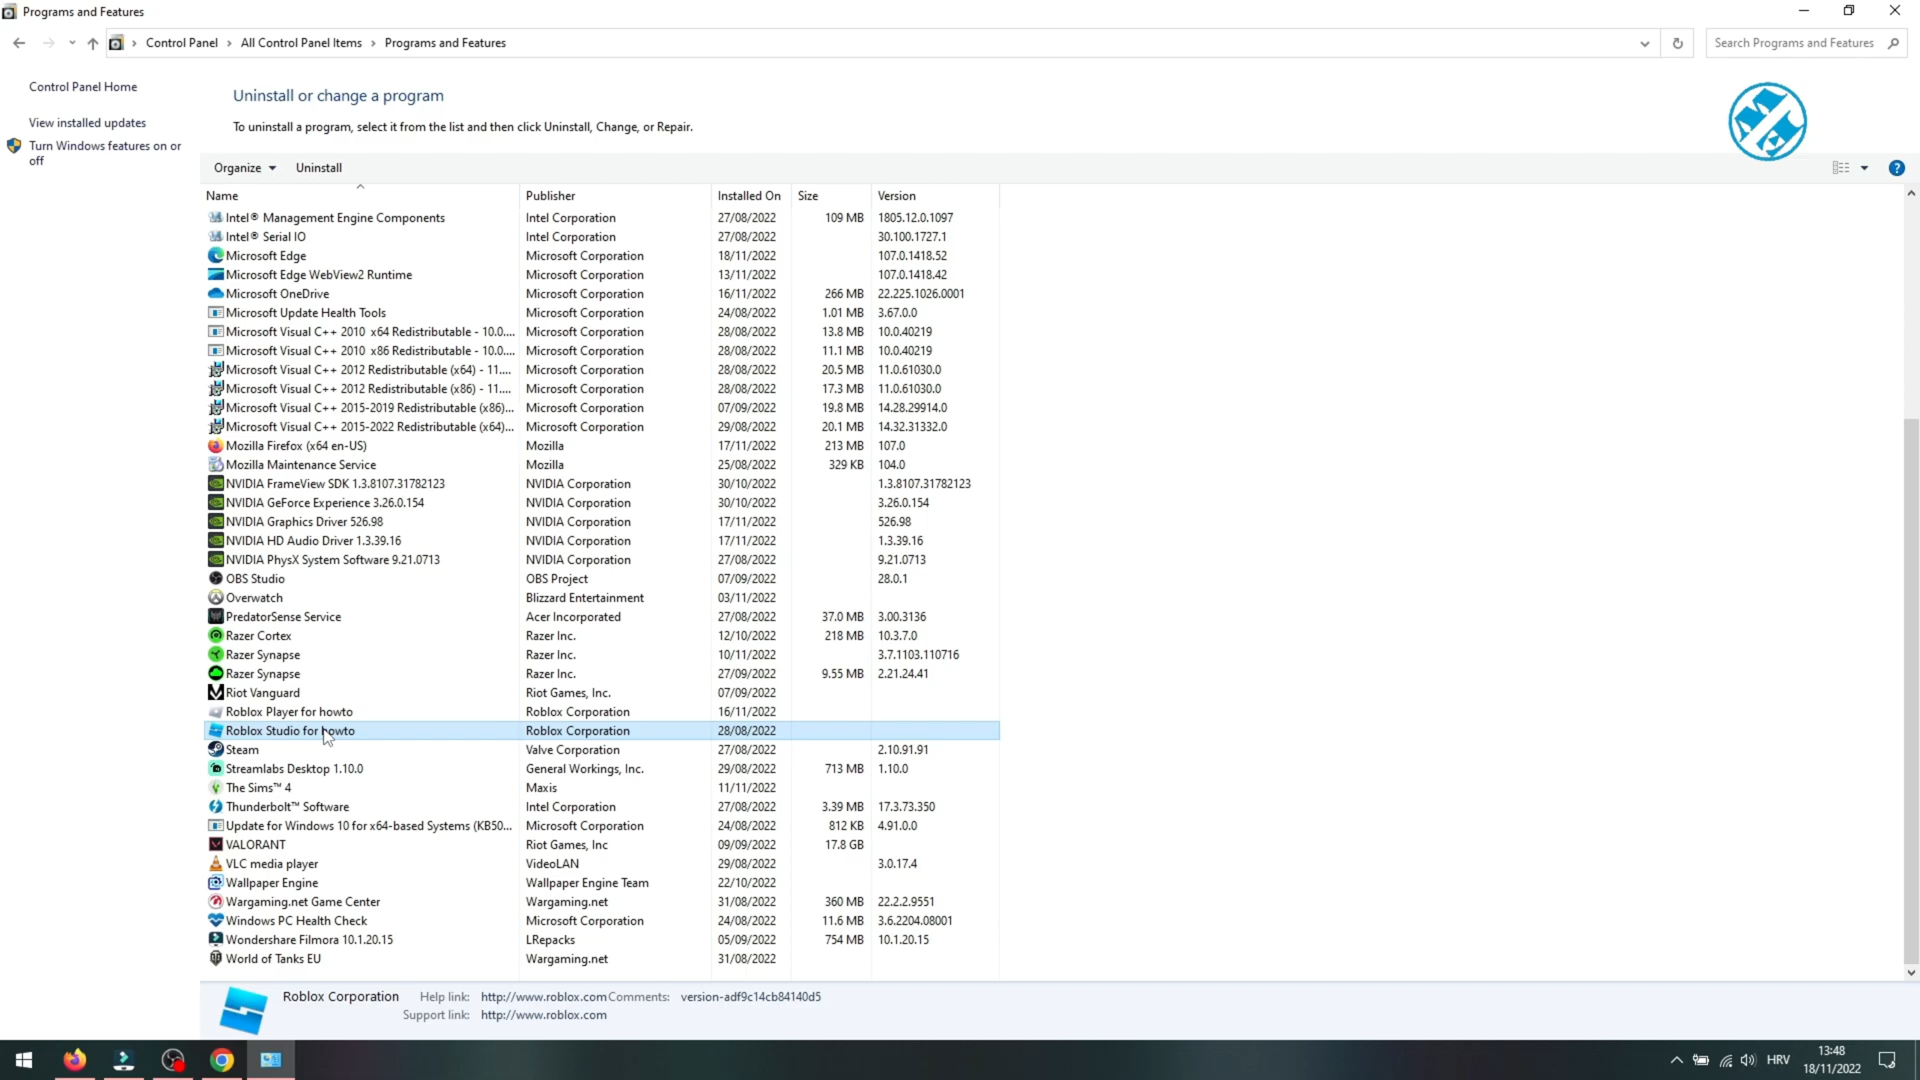 Programs and Features
Control Panel > All Control Panel Items > Programs and Features
Search Programs and Features
Control Panel Home
View installed updates
Turn Windows features on or
off
Uninstall or change a program
To uninstall a program, select it from the list and then click Uninstall, Change, or Repair.
Organize Uninstall
Name Publisher Installed On Size Version
Intel® Management Engine Components Intel Corporation 27/08/2022 109 MB 1805.12.0.1097
Intel® Serial IO Intel Corporation 27/08/2022 30.100.1727.1
Microsoft Edge Microsoft Corporation 18/11/2022 107.0.1418.52
Microsoft Edge WebView2 Runtime Microsoft Corporation 13/11/2022 107.0.1418.42
Microsoft OneDrive Microsoft Corporation 16/11/2022 266 MB 22.225.1026.0001
Microsoft Update Health Tools Microsoft Corporation 24/08/2022 1.01 MB 3.67.0.0
Microsoft Visual C++ 2010 x64 Redistributable - 10.0.... Microsoft Corporation 28/08/2022 13.8 MB 10.0.40219
Microsoft Visual C++ 2010 x86 Redistributable - 10.0.... Microsoft Corporation 28/08/2022 11.1 MB 10.0.40219
Microsoft Visual C++ 2012 Redistributable (x64) - 11.... Microsoft Corporation 28/08/2022 20.5 MB 11.0.61030.0
Microsoft Visual C++ 2012 Redistributable (x86) - 11.... Microsoft Corporation 28/08/2022 17.3 MB 11.0.61030.0
Microsoft Visual C++ 2015-2019 Redistributable (x86)... Microsoft Corporation 07/09/2022 19.8 MB 14.28.29914.0
Microsoft Visual C++ 2015-2022 Redistributable (x64)... Microsoft Corporation 29/08/2022 20.1 MB 14.32.31332.0
Mozilla Firefox (x64 en-US) Mozilla 17/11/2022 213 MB 107.0
Mozilla Maintenance Service Mozilla 25/08/2022 329 KB 104.0
NVIDIA FrameView SDK 1.3.8107.31782123 NVIDIA Corporation 30/10/2022 1.3.8107.31782123
NVIDIA GeForce Experience 3.26.0.154 NVIDIA Corporation 30/10/2022 3.26.0.154
NVIDIA Graphics Driver 526.98 NVIDIA Corporation 17/11/2022 526.98
NVIDIA HD Audio Driver 1.3.39.16 NVIDIA Corporation 17/11/2022 1.3.39.16
NVIDIA PhysX System Software 9.21.0713 NVIDIA Corporation 27/08/2022 9.21.0713
OBS Studio OBS Project 07/09/2022 28.0.1
Overwatch Blizzard Entertainment 03/11/2022
PredatorSense Service Acer Incorporated 27/08/2022 37.0 MB 3.00.3136
Razer Cortex Razer Inc. 12/10/2022 218 MB 10.3.7.0
Razer Synapse Razer Inc. 10/11/2022 3.7.1103.110716
Razer Synapse Razer Inc. 27/09/2022 9.55 MB 2.21.24.41
Riot Vanguard Riot Games, Inc. 07/09/2022
Roblox Player for howto Roblox Corporation 16/11/2022
Roblox Studio for howto Roblox Corporation 28/08/2022
Steam Valve Corporation 27/08/2022 2.10.91.91
Streamlabs Desktop 1.10.0 General Workings, Inc. 29/08/2022 713 MB 1.10.0
The Sims™ 4 Maxis 11/11/2022
Thunderbolt™ Software Intel Corporation 27/08/2022 3.39 MB 17.3.73.350
Update for Windows 10 for x64-based Systems (KB50... Microsoft Corporation 24/08/2022 812 KB 4.91.0.0
VALORANT Riot Games, Inc 09/09/2022 17.8 GB
VLC media player VideoLAN 29/08/2022 3.0.17.4
Wallpaper Engine Wallpaper Engine Team 22/10/2022
Wargaming.net Game Center Wargaming.net 31/08/2022 360 MB 22.2.2.9551
Windows PC Health Check Microsoft Corporation 24/08/2022 11.6 MB 3.6.2204.08001
Wondershare Filmora 10.1.20.15 LRepacks 05/09/2022 754 MB 10.1.20.15
World of Tanks EU Wargaming.net 31/08/2022
Roblox Corporation Help link: http://www.roblox.com Comments: version-adf9c14cb84140d5
Support link: http://www.roblox.com
HRV 13:48
18/11/2022